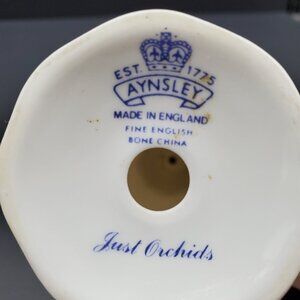 EST. 1775
AYNSLEY
MADE IN ENGLAND
FINE ENGLISH
BONE CHINA
Just Orchids